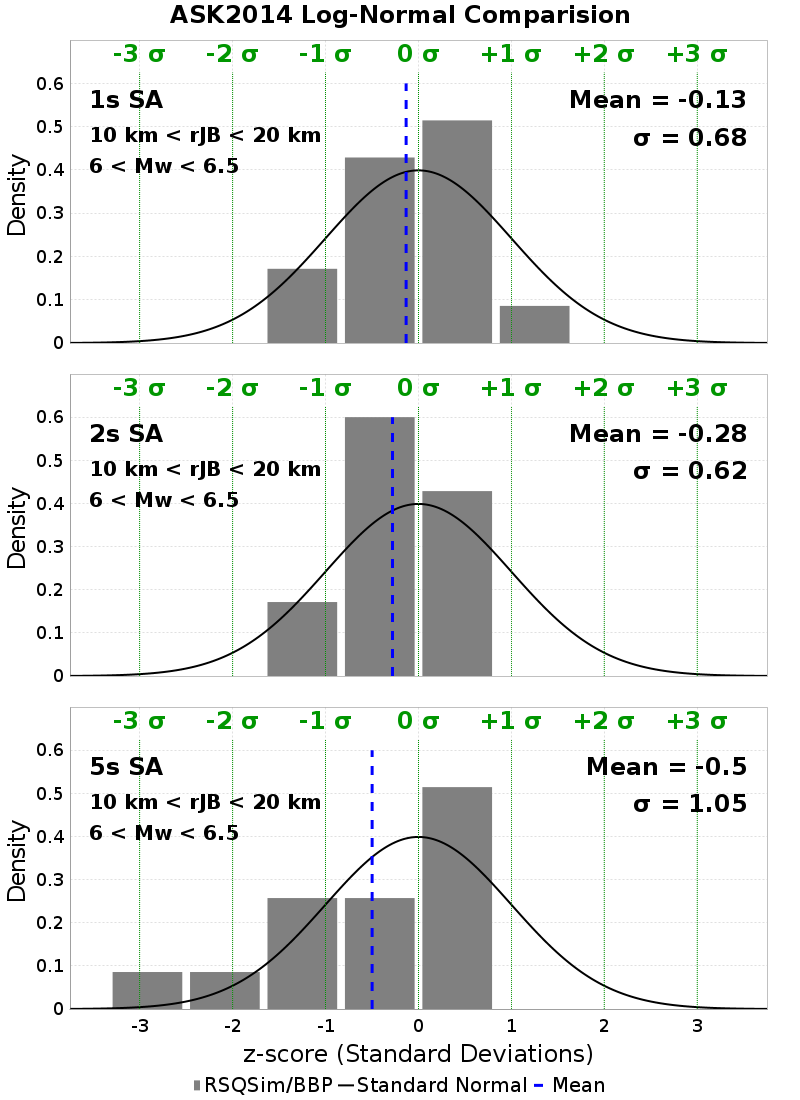 ASK2014 Log-Normal Comparision
-3 σ -2 σ -1 σ 0 σ +1 σ +2 σ +3 σ
1s SA
10 km < rJB < 20 km
6 < Mw < 6.5
Mean = -0.13
σ = 0.68
Density
0.6
0.5
0.4
0.3
0.2
0.1
0
-3 σ -2 σ -1 σ 0 σ +1 σ +2 σ +3 σ
2s SA
10 km < rJB < 20 km
6 < Mw < 6.5
Mean = -0.28
σ = 0.62
Density
0.6
0.5
0.4
0.3
0.2
0.1
0
-3 σ -2 σ -1 σ 0 σ +1 σ +2 σ +3 σ
5s SA
10 km < rJB < 20 km
6 < Mw < 6.5
Mean = -0.5
σ = 1.05
Density
0.6
0.5
0.4
0.3
0.2
0.1
0
-3 -2 -1 0 1 2 3
z-score (Standard Deviations)
RSQSim/BBP Standard Normal Mean